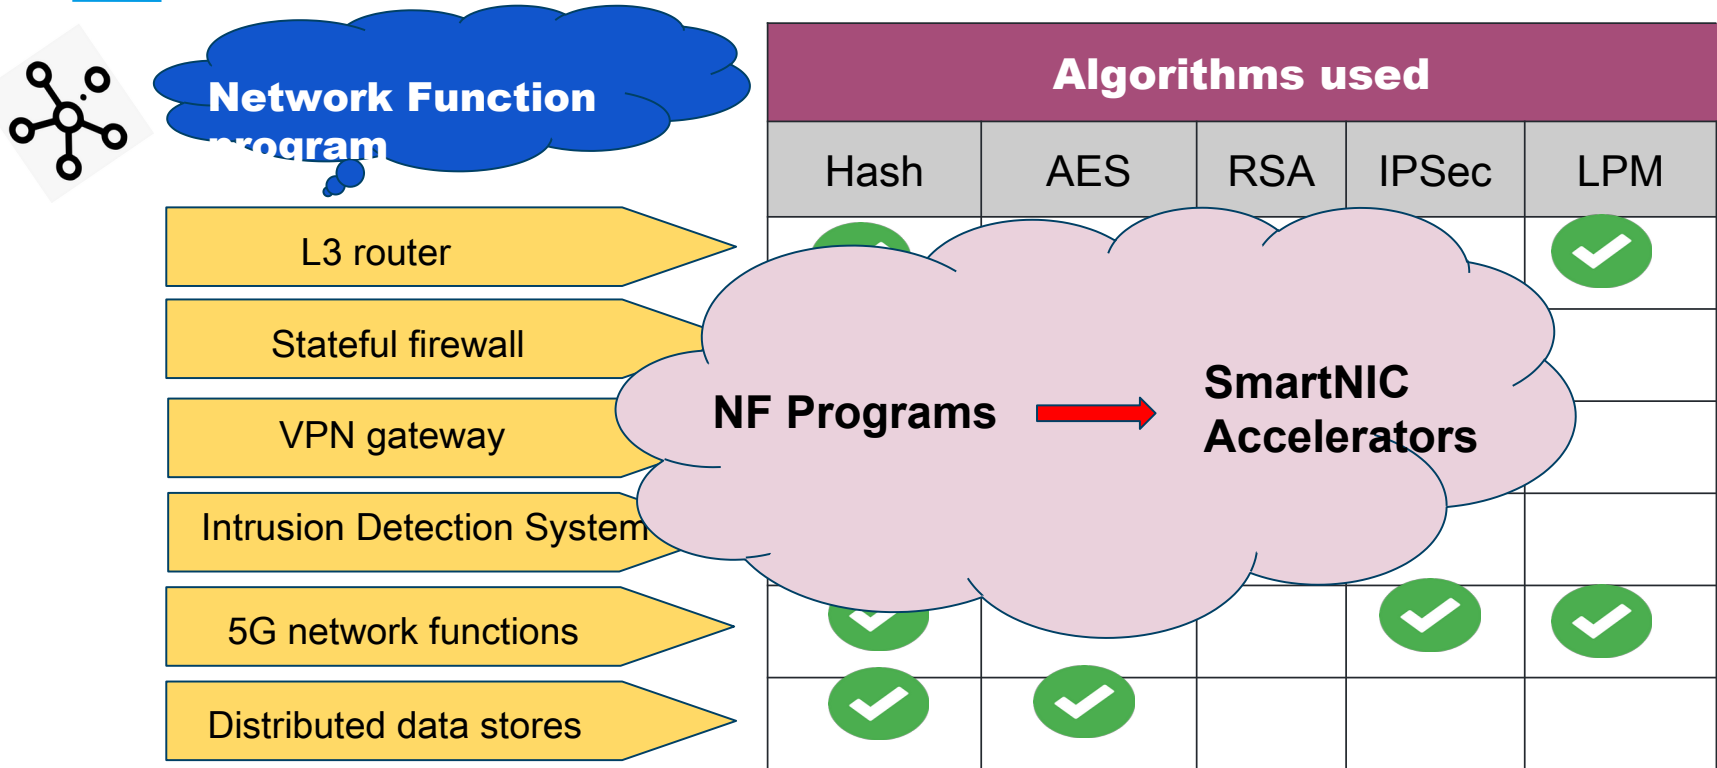 Network Function
program
Algorithms used
Hash AES RSA IPSec LPM
L3 router
Stateful firewall
VPN gateway
Intrusion Detection System
5G network functions
Distributed data stores
NF Programs
SmartNIC
Accelerators